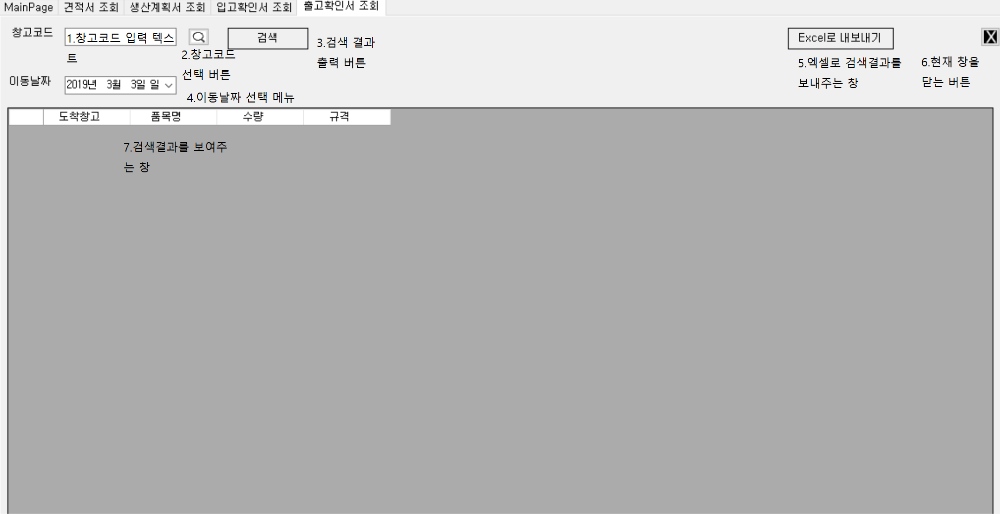 MainPage 견적서 조회 생산계획서 조회 입고확인서 조회 출고확인서 조회
창고코드
1.창고코드 입력 텍스
트
검색
2.창고코드
선택 버튼
3.검색 결과
출력 버튼
Excel로 내보내기
X
5.엑셀로 검색결과를
보내주는 창
6.현재 창을
닫는 버튼
이동날짜
2019년 3월 3일 일
4.이동날짜 선택 메뉴
도착창고 품목명 수량 규격
7.검색결과를 보여주
는 창